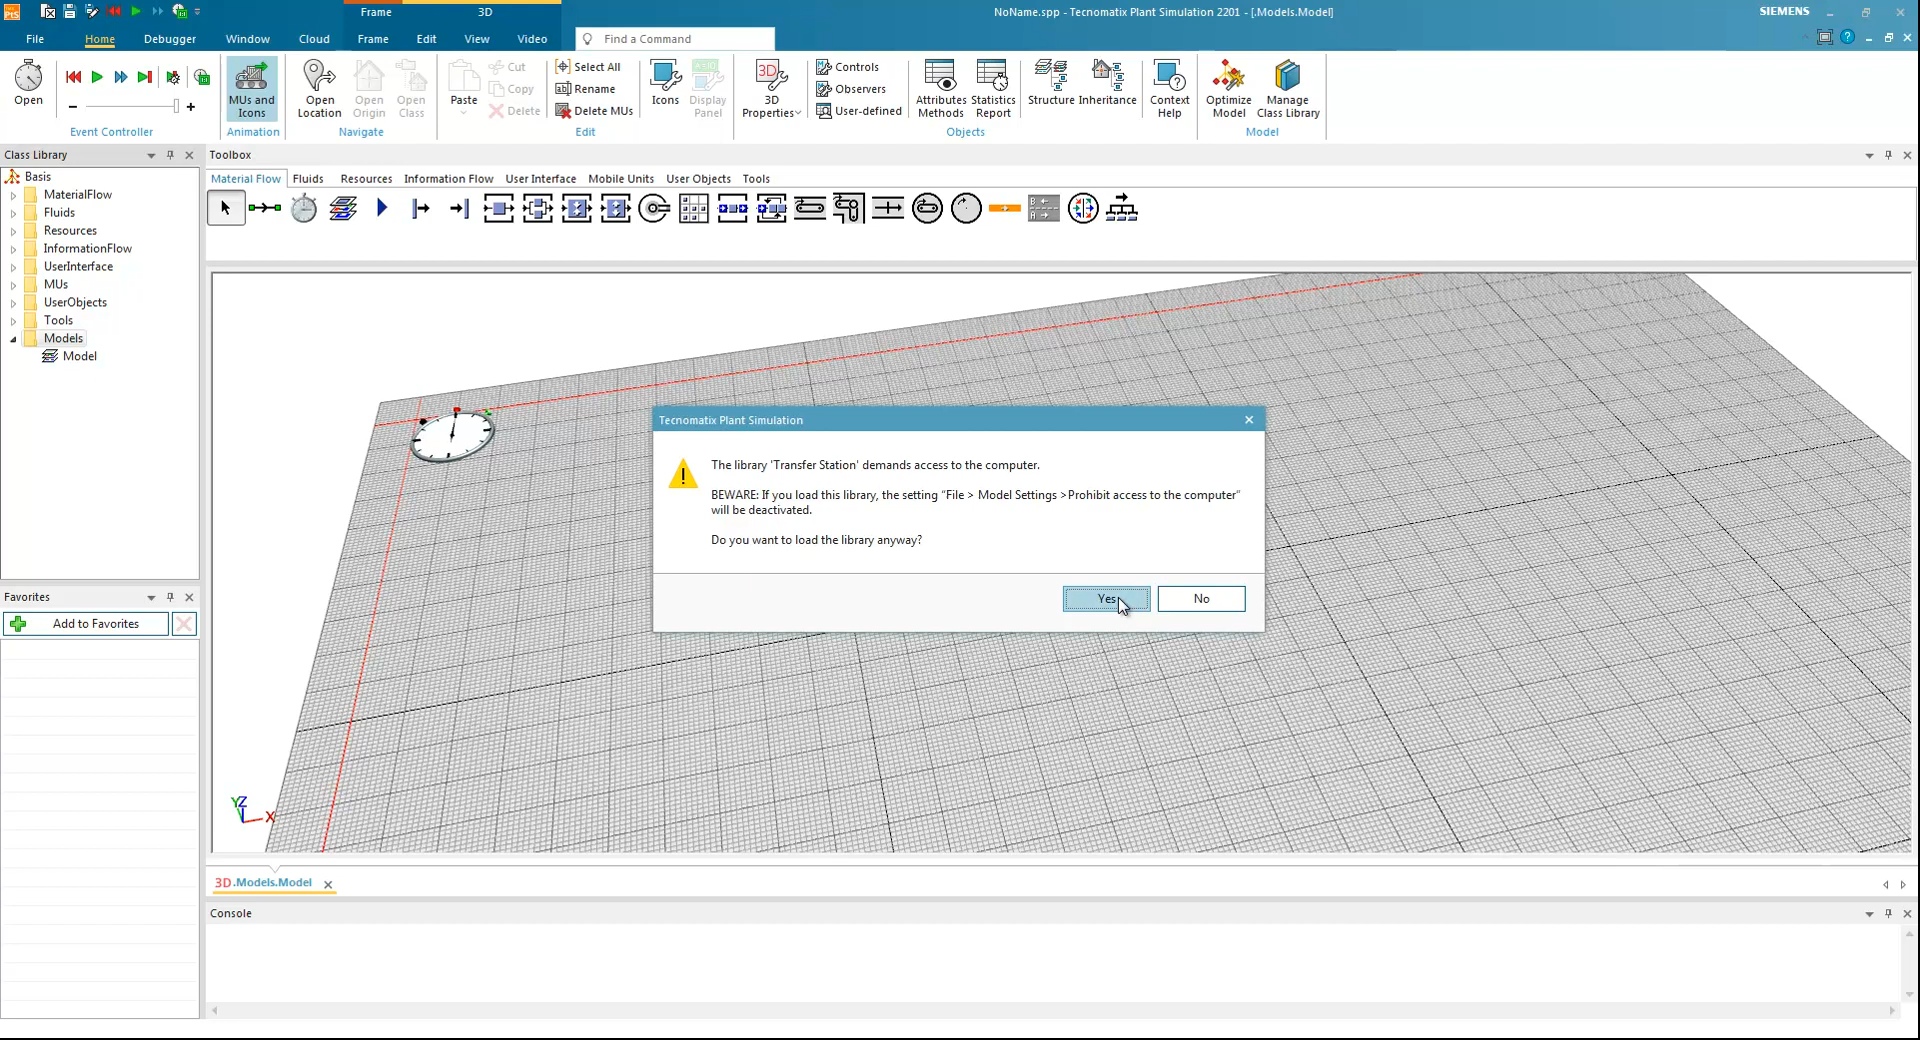 NoName.spp - Tecnomatix Plant Simulation 2201 - [.Models.Model]
SIEMENS
Frame
3D
File
Home
Debugger
Window
Cloud
Frame
Edit
View
Video
Find a Command
Open
Event Controller
MUs and Icons
Animation
Open Location
Open Origin
Open Class
Navigate
Paste
Cut
Copy
Delete
Select All
Rename
Delete MUs
Edit
Icons
Display Panel
3D Properties
Controls
Observers
User-defined
Attributes Methods
Statistics Report
Structure
Inheritance
Objects
Context Help
Optimize Model
Manage Class Library
Model
Class Library
Basis
MaterialFlow
Fluids
Resources
InformationFlow
UserInterface
MUs
UserObjects
Tools
Models
Model
Favorites
Add to Favorites
Toolbox
Material Flow
Fluids
Resources
Information Flow
User Interface
Mobile Units
User Objects
Tools
Tecnomatix Plant Simulation
The library 'Transfer Station' demands access to the computer.
BEWARE: If you load this library, the setting "File > Model Settings >Prohibit access to the computer"
will be deactivated.
Do you want to load the library anyway?
Yes
No
Y Z
X
3D .Models.Model
Console